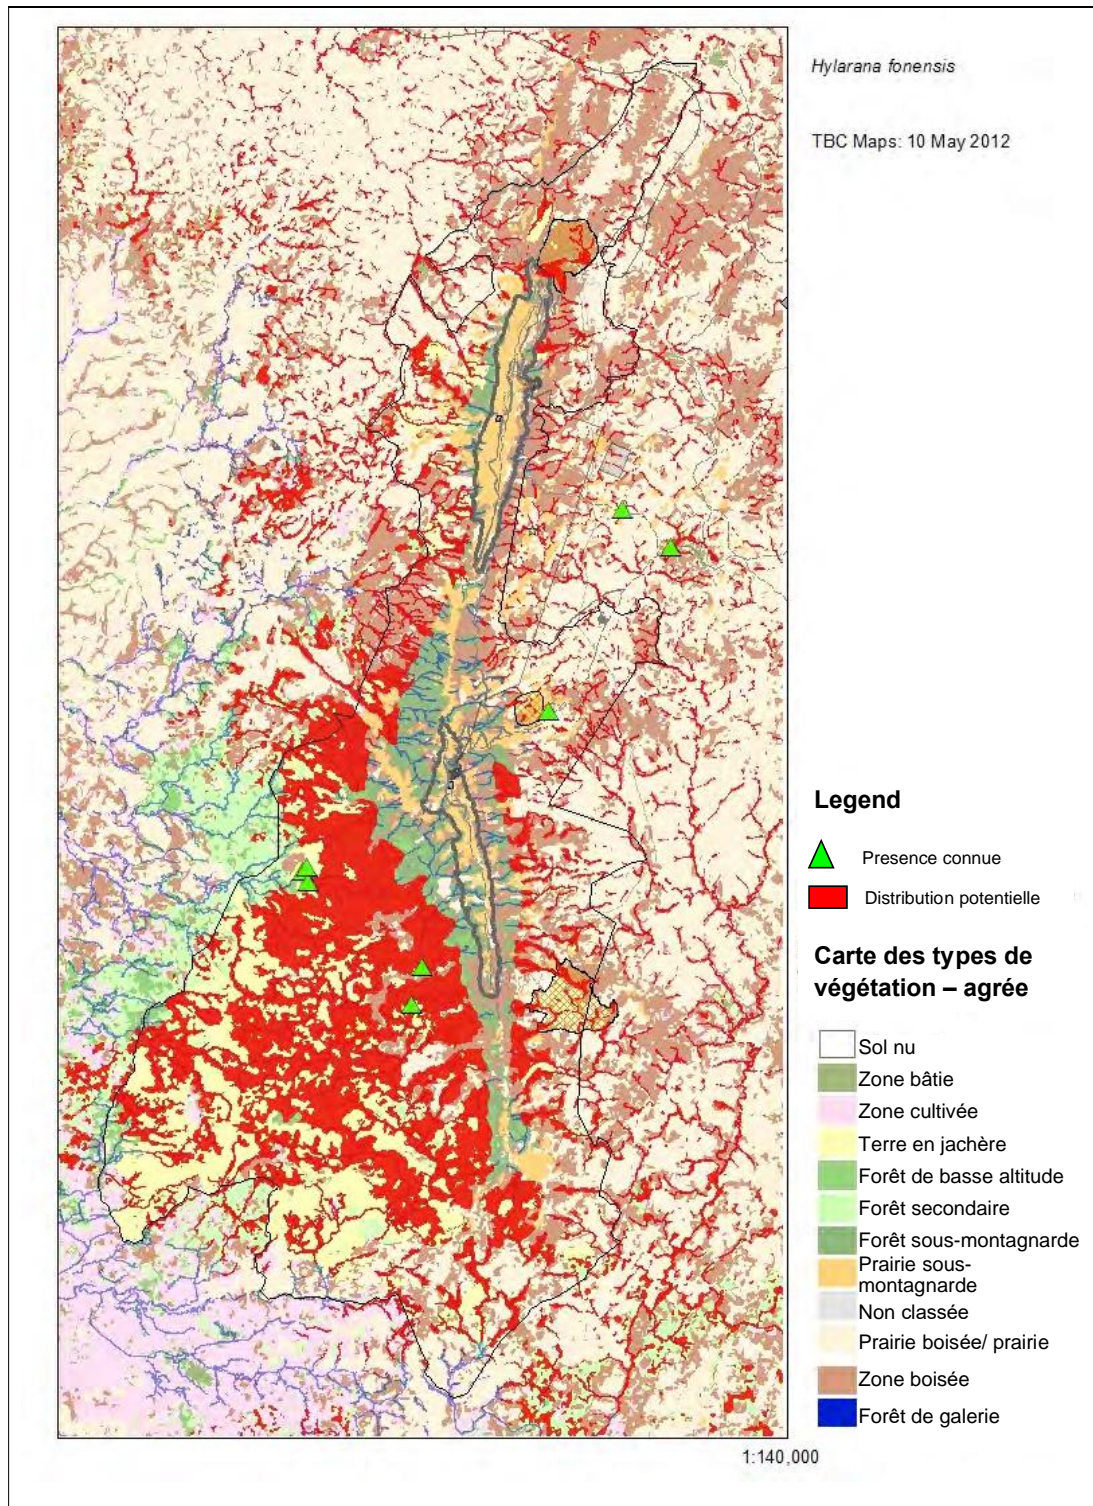 Hylarana fonensis
TBC Maps: 10 May 2012
Legend
Presence connue
Distribution potentielle
Carte des types de
végétation – agrée
Sol nu
Zone bâtie
Zone cultivée
Terre en jachère
Forêt de basse altitude
Forêt secondaire
Forêt sous-montagnarde
Prairie sous-
montagnarde
Non classée
Prairie boisée/ prairie
Zone boisée
Forêt de galerie
1:140,000